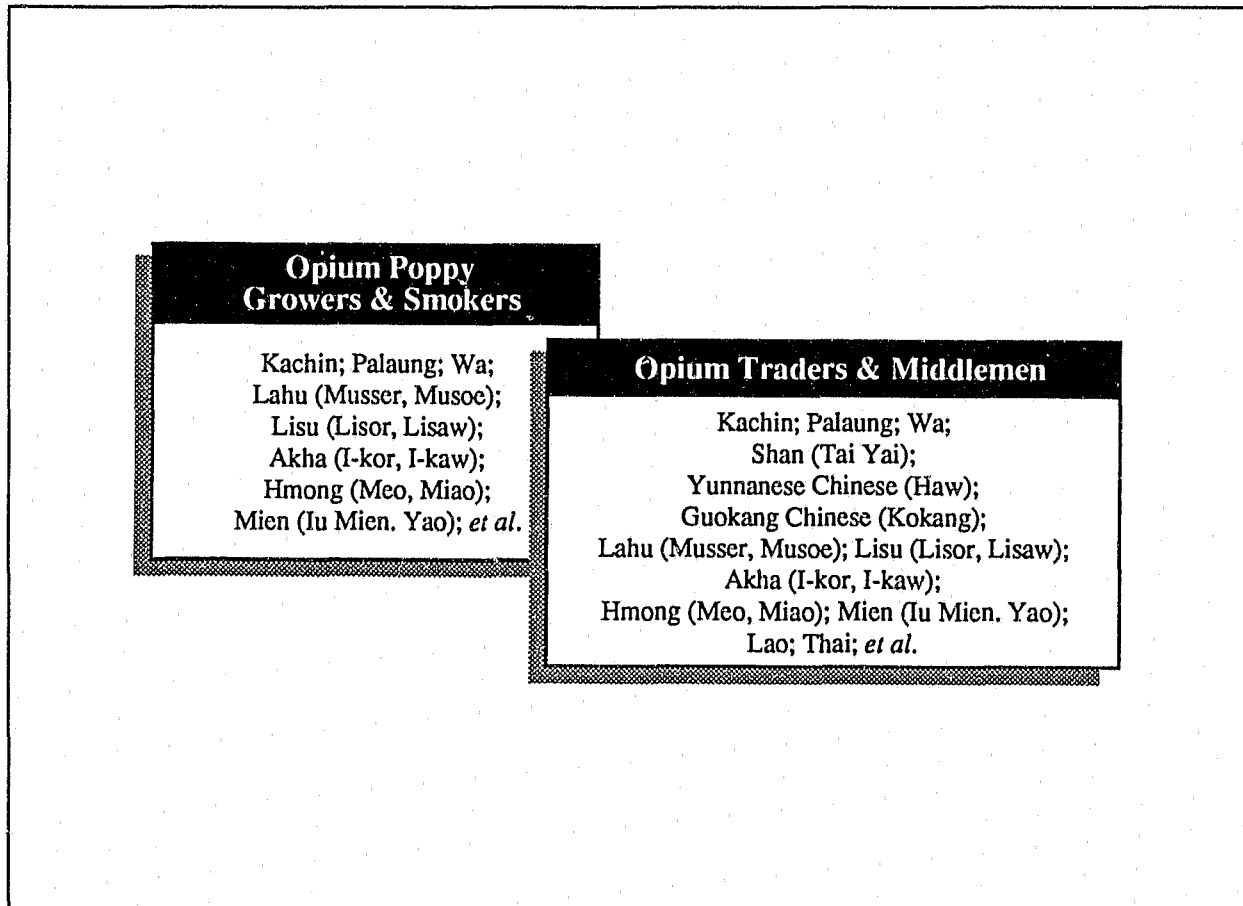 Opium Poppy
Growers & Smokers
Kachin; Palaung; Wa;
Lahu (Musser, Musoe);
Lisu (Lisor, Lisaw);
Akha (I-kor, I-kaw);
Hmong (Meo, Miao);
Mien (Iu Mien. Yao); et al.
Opium Traders & Middlemen
Kachin; Palaung; Wa;
Shan (Tai Yai);
Yunnanese Chinese (Haw);
Guokang Chinese (Kokang);
Lahu (Musser, Musoe); Lisu (Lisor, Lisaw);
Akha (I-kor, I-kaw);
Hmong (Meo, Miao); Mien (Iu Mien. Yao);
Lao; Thai; et al.